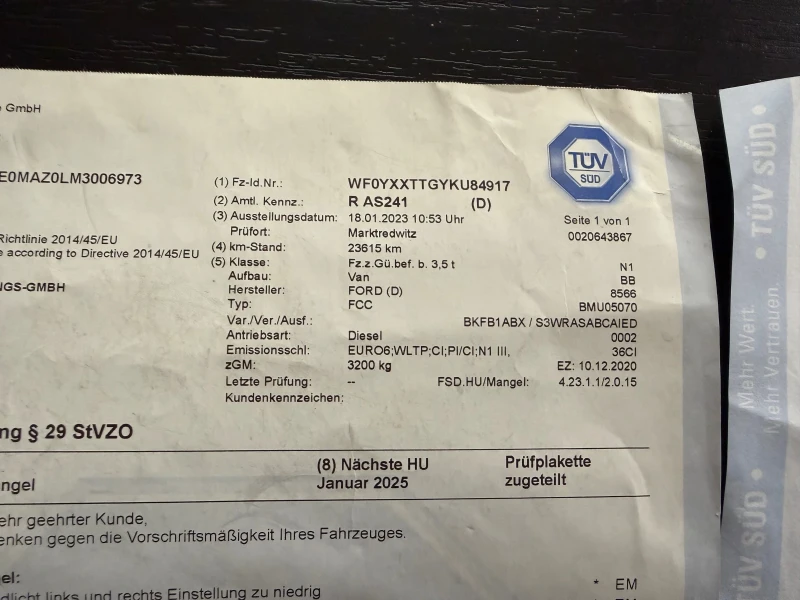 GmbH
E0MAZ0LM3006973
Richtlinie 2014/45/EU
e according to Directive 2014/45/EU
NGS-GMBH
TÜV
SÜD
Seite 1 von 1
0020643867
(1) Fz-Id.Nr.: WF0YXXTTGYKU84917
(2) Amtl. Kennz.: R AS241 (D)
(3) Ausstellungsdatum: 18.01.2023 10:53 Uhr
Prüfort: Marktredwitz
(4) km-Stand: 23615 km
(5) Klasse: Fz.z.Gü.bef. b. 3,5 t N1
Aufbau: Van BB
Hersteller: FORD (D) 8566
Typ: FCC BMU05070
Var./Ver./Ausf.: BKFB1ABX / S3WRASABCAIED
Antriebsart: Diesel 0002
Emissionsschl: EURO6;WLTP;CI;PI/CI;N1 III, 36CI
zGM: 3200 kg EZ: 10.12.2020
Letzte Prüfung: -- FSD.HU/Mangel: 4.23.1.1/2.0.15
Kundenkennzeichen:
ng § 29 StVZO
ngel
(8) Nächste HU
Januar 2025
Prüfplakette
zugeteilt
ehr geehrter Kunde,
enken gegen die Vorschriftsmäßigkeit Ihres Fahrzeuges.
el:
dlicht links und rechts Einstellung zu niedrig * EM
TÜV SÜD
Mehr Wert.
Mehr Vertrauen.
TÜV SÜD